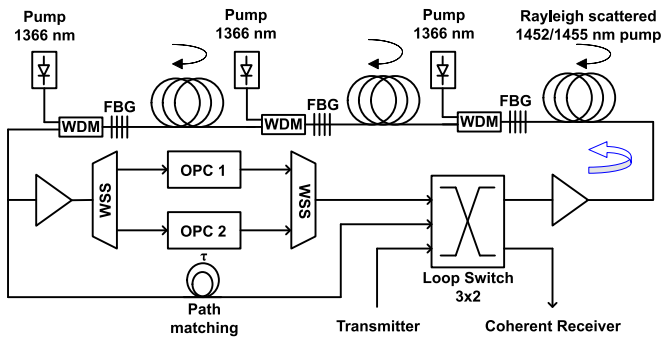 Pump
1366 nm
Pump
1366 nm
Pump
1366 nm
Rayleigh scattered
1452/1455 nm pump
WDM
FBG
WDM
FBG
WDM
FBG
WSS
OPC 1
OPC 2
WSS
τ
Path
matching
Loop Switch
3x2
Transmitter
Coherent Receiver